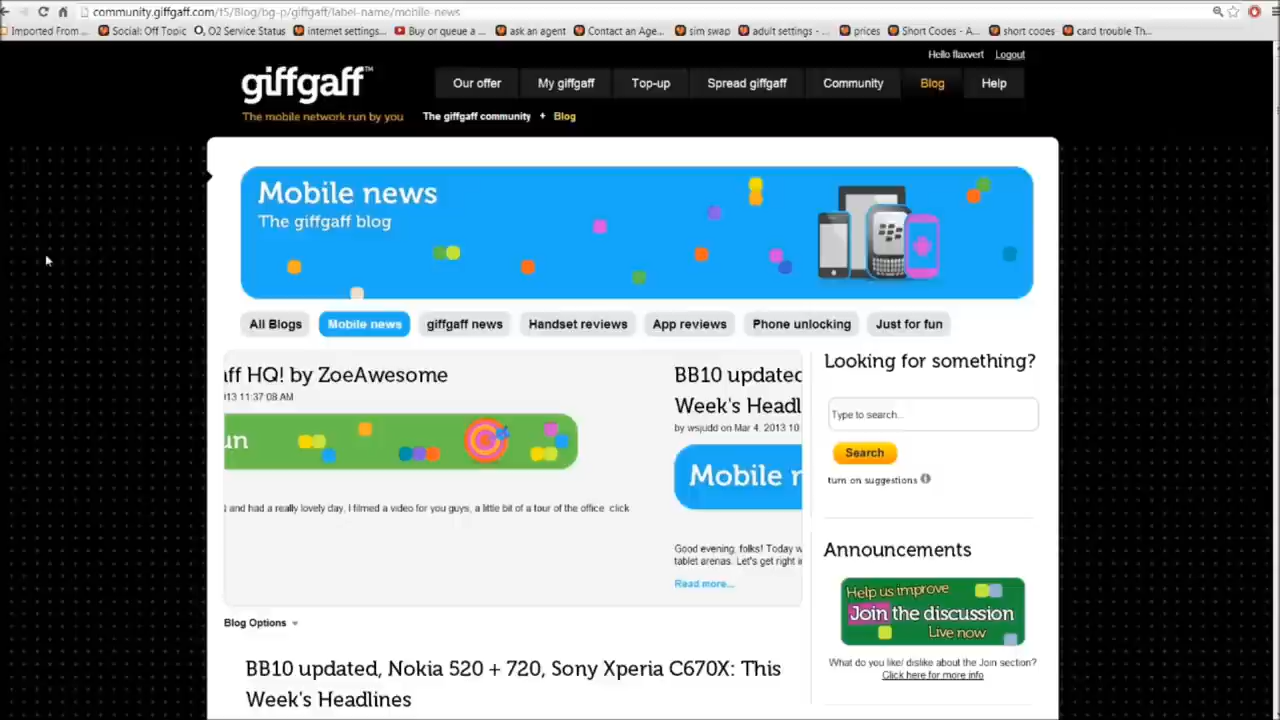 community.giffgaff.com/t5/Blog/bg-p/giffgaff/label-name/mobile-news
Imported From ... Social: Off Topic O2 Service Status internet settings... Buy or queue a ... ask an agent Contact an Age... sim swap adult settings - ... prices Short Codes - A... short codes card trouble Th...
Hello flaxvert Logout
giffgaff™
The mobile network run by you
Our offer My giffgaff Top-up Spread giffgaff Community Blog Help
The giffgaff community + Blog
Mobile news
The giffgaff blog
All Blogs Mobile news giffgaff news Handset reviews App reviews Phone unlocking Just for fun
aff HQ! by ZoeAwesome
013 11:37:08 AM
un
and had a really lovely day, I filmed a video for you guys, a little bit of a tour of the office click
BB10 updated
Week's Headl
by wsjudd on Mar 4, 2013 10
Mobile n
Good evening, folks! Today w
tablet arenas. Let's get right in
Read more...
Looking for something?
Type to search...
Search
turn on suggestions
Announcements
Help us improve
Join the discussion
Live now
What do you like/ dislike about the Join section?
Click here for more info
Blog Options
BB10 updated, Nokia 520 + 720, Sony Xperia C670X: This
Week's Headlines